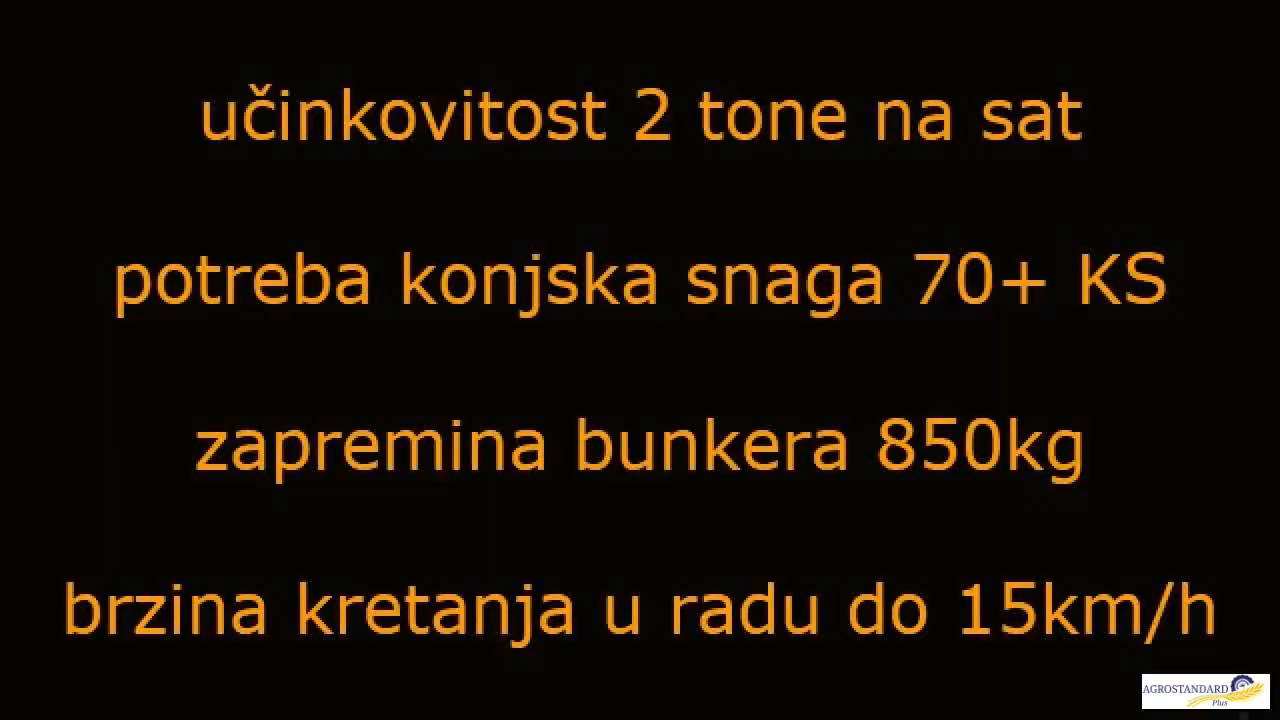 učinkovitost 2 tone na sat
potreba konjska snaga 70+ KS
zapremina bunkera 850kg
brzina kretanja u radu do 15km/h
AGROSTANDARD
Plus